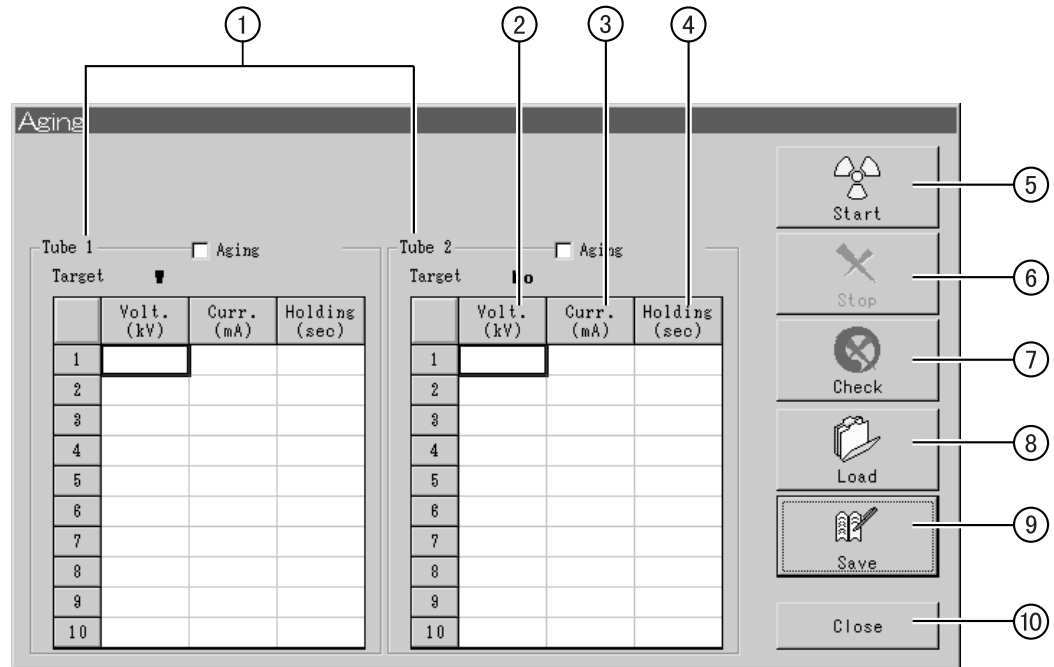 ① ② ③ ④
Aging
⑤
Start
Tube 1 Aging Tube 2 Aging
Target Target
⑥
Stop
Volt. Curr. Holding Volt. Curr. Holding
(kV) (mA) (sec) (kV) (mA) (sec)
1 1
⑦
2 2 Check
3 3
4 4 ⑧
5 5 Load
6 6
7 7 ⑨
8 8 Save
9 9
10 10 Close ⑩